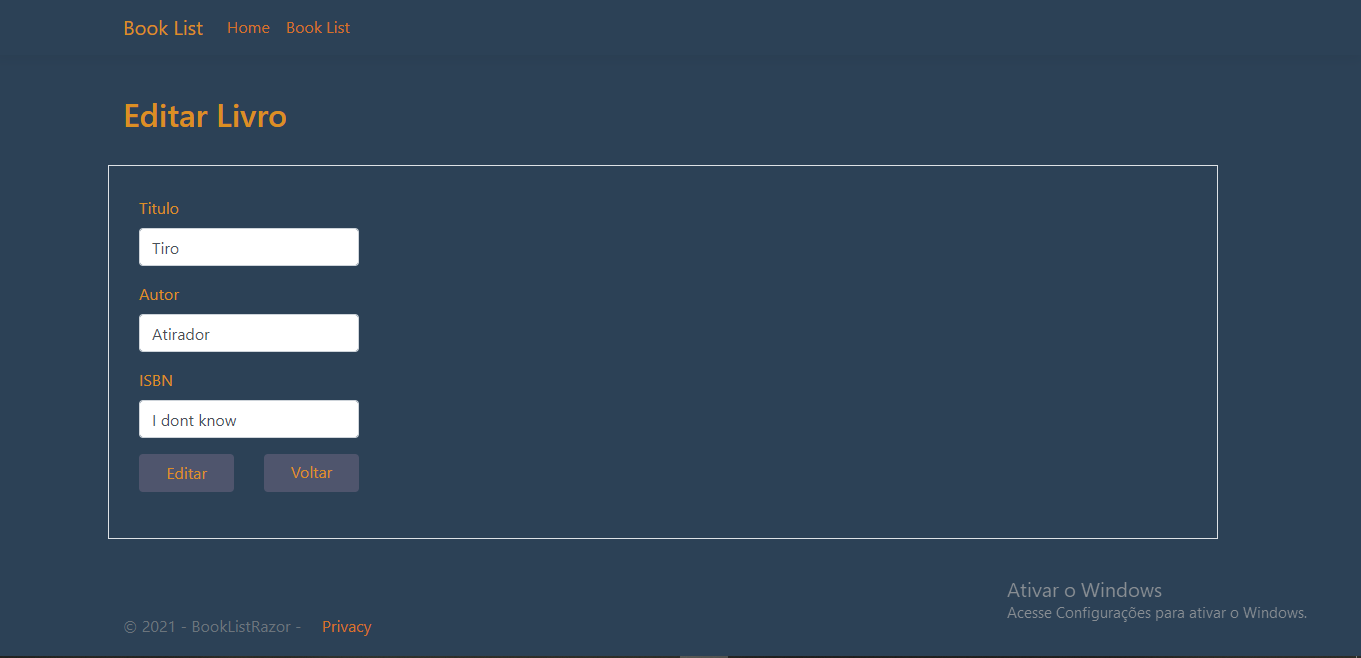 Book List Home Book List
Editar Livro
Titulo
Tiro
Autor
Atirador
ISBN
I dont know
Editar Voltar
Ativar o Windows
Acesse Configurações para ativar o Windows.
© 2021 - BookListRazor - Privacy